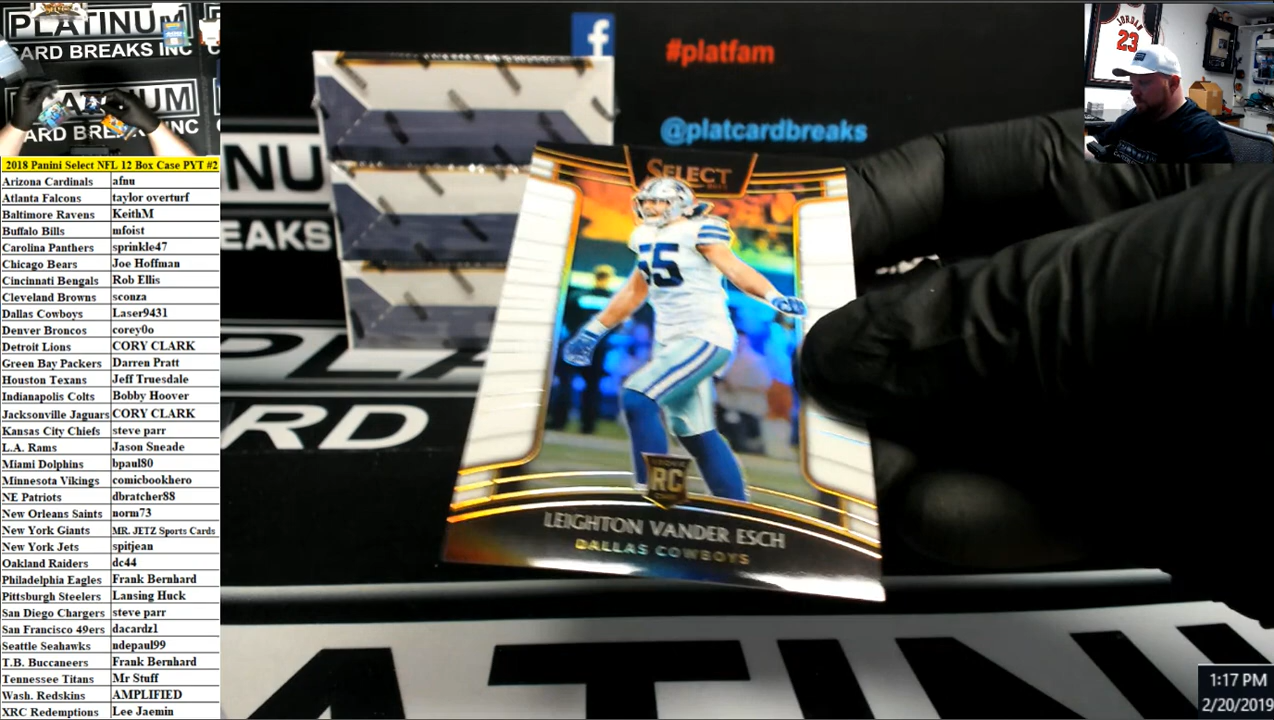 PLATINUM
CARD BREAKS INC
PLATINUM
CARD BREAKS INC
2018 Panini Select NFL 12 Box Case PYT #2
Arizona Cardinals afnu
Atlanta Falcons taylor overturf
Baltimore Ravens KeithM
Buffalo Bills mfoist
Carolina Panthers sprinkle47
Chicago Bears Joe Hoffman
Cincinnati Bengals Rob Ellis
Cleveland Browns sconza
Dallas Cowboys Laser9431
Denver Broncos corey0o
Detroit Lions CORY CLARK
Green Bay Packers Darren Pratt
Houston Texans Jeff Truesdale
Indianapolis Colts Bobby Hoover
Jacksonville Jaguars CORY CLARK
Kansas City Chiefs steve parr
L.A. Rams Jason Sneade
Miami Dolphins bpaul80
Minnesota Vikings comicbookhero
NE Patriots dbratcher88
New Orleans Saints norm73
New York Giants MR. JETZ Sports Cards
New York Jets spitjean
Oakland Raiders dc44
Philadelphia Eagles Frank Bernhard
Pittsburgh Steelers Lansing Huck
San Diego Chargers steve parr
San Francisco 49ers dacardz1
Seattle Seahawks ndepaul99
T.B. Buccaneers Frank Bernhard
Tennessee Titans Mr Stuff
Wash. Redskins AMPLIFIED
XRC Redemptions Lee Jaemin
f
#platfam
@platcardbreaks
NU
EAKS
PLA
RD
SELECT
55
RC
LEIGHTON VANDER ESCH
DALLAS COWBOYS
ATINU
JORDAN
23
1:17 PM
2/20/2019